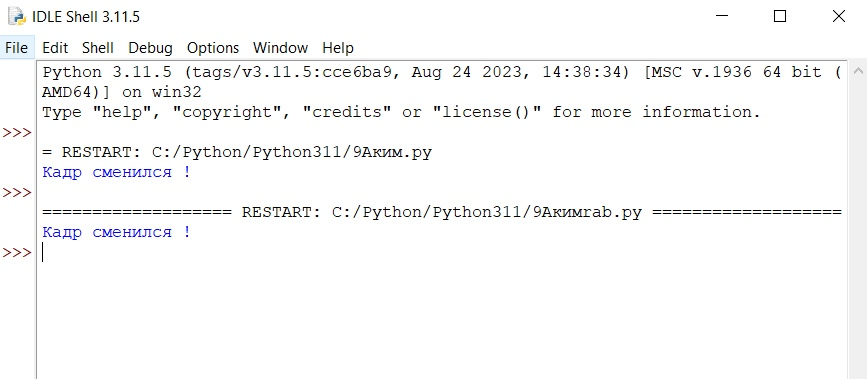 IDLE Shell 3.11.5
File Edit Shell Debug Options Window Help
Python 3.11.5 (tags/v3.11.5:cce6ba9, Aug 24 2023, 14:38:34) [MSC v.1936 64 bit (
AMD64)] on win32
Type "help", "copyright", "credits" or "license()" for more information.
>>>
= RESTART: C:/Python/Python311/9Аким.py
Кадр сменился !
>>>
=================== RESTART: C:/Python/Python311/9Акимrab.py ===================
Кадр сменился !
>>>